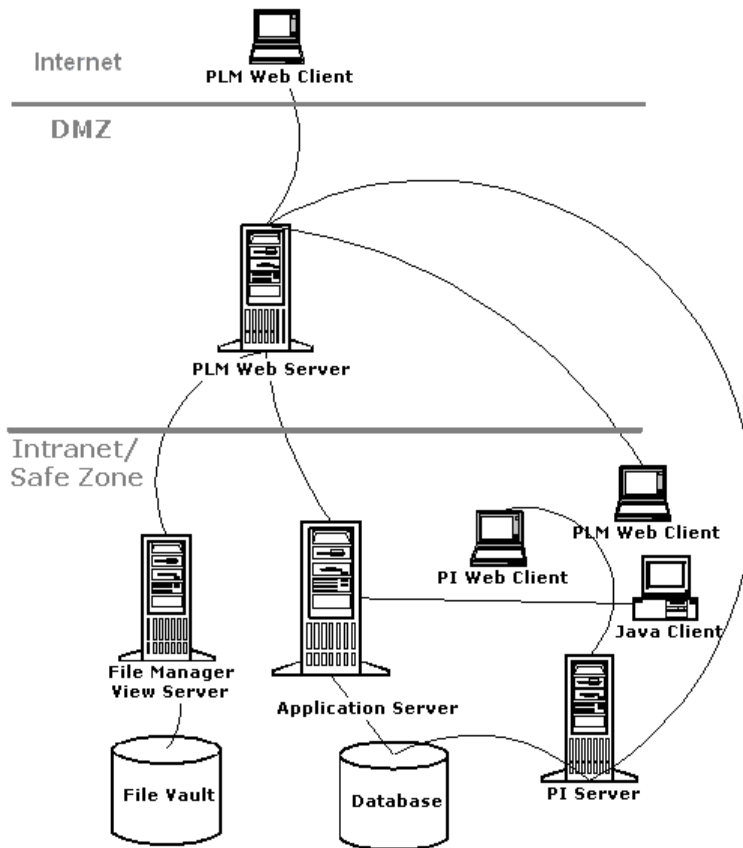 Internet
PLM Web Client
DMZ
PLM Web Server
Intranet/
Safe Zone
PLM Web Client
PI Web Client
Java Client
File Manager
View Server
Application Server
File Vault
Database
PI Server